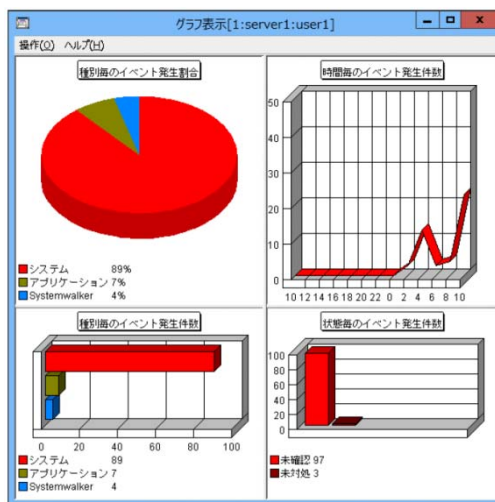 グラフ表示[1:server1:user1]
操作(O) ヘルプ(H)
種別毎のイベント発生割合
システム 89%
アプリケーション 7%
Systemwalker 4%
時間毎のイベント発生件数
50
40
30
20
10
0
10 12 14 16 18 20 22 0 2 4 6 8 10
種別毎のイベント発生件数
0 20 40 60 80 100
システム 89
アプリケーション 7
Systemwalker 4
状態毎のイベント発生件数
100
80
60
40
20
0
未確認 97
未対処 3